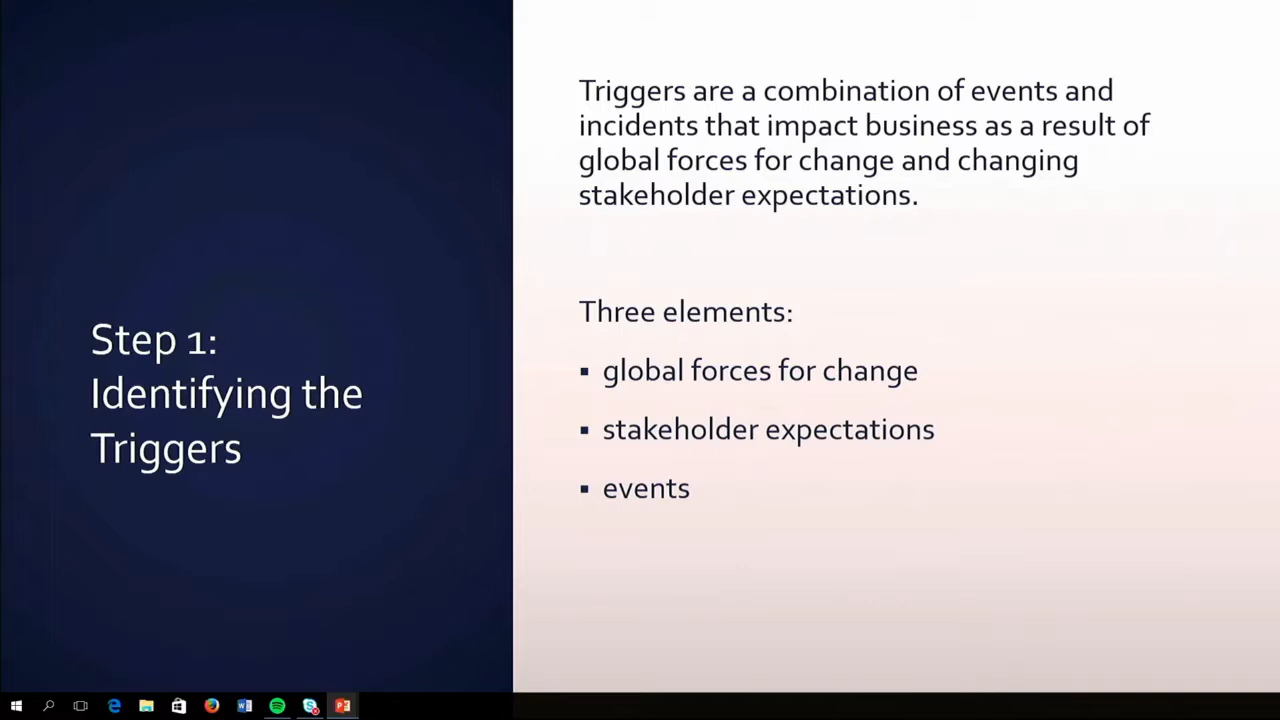 Step 1:
Identifying the
Triggers
Triggers are a combination of events and
incidents that impact business as a result of
global forces for change and changing
stakeholder expectations.
Three elements:
▪ global forces for change
▪ stakeholder expectations
▪ events